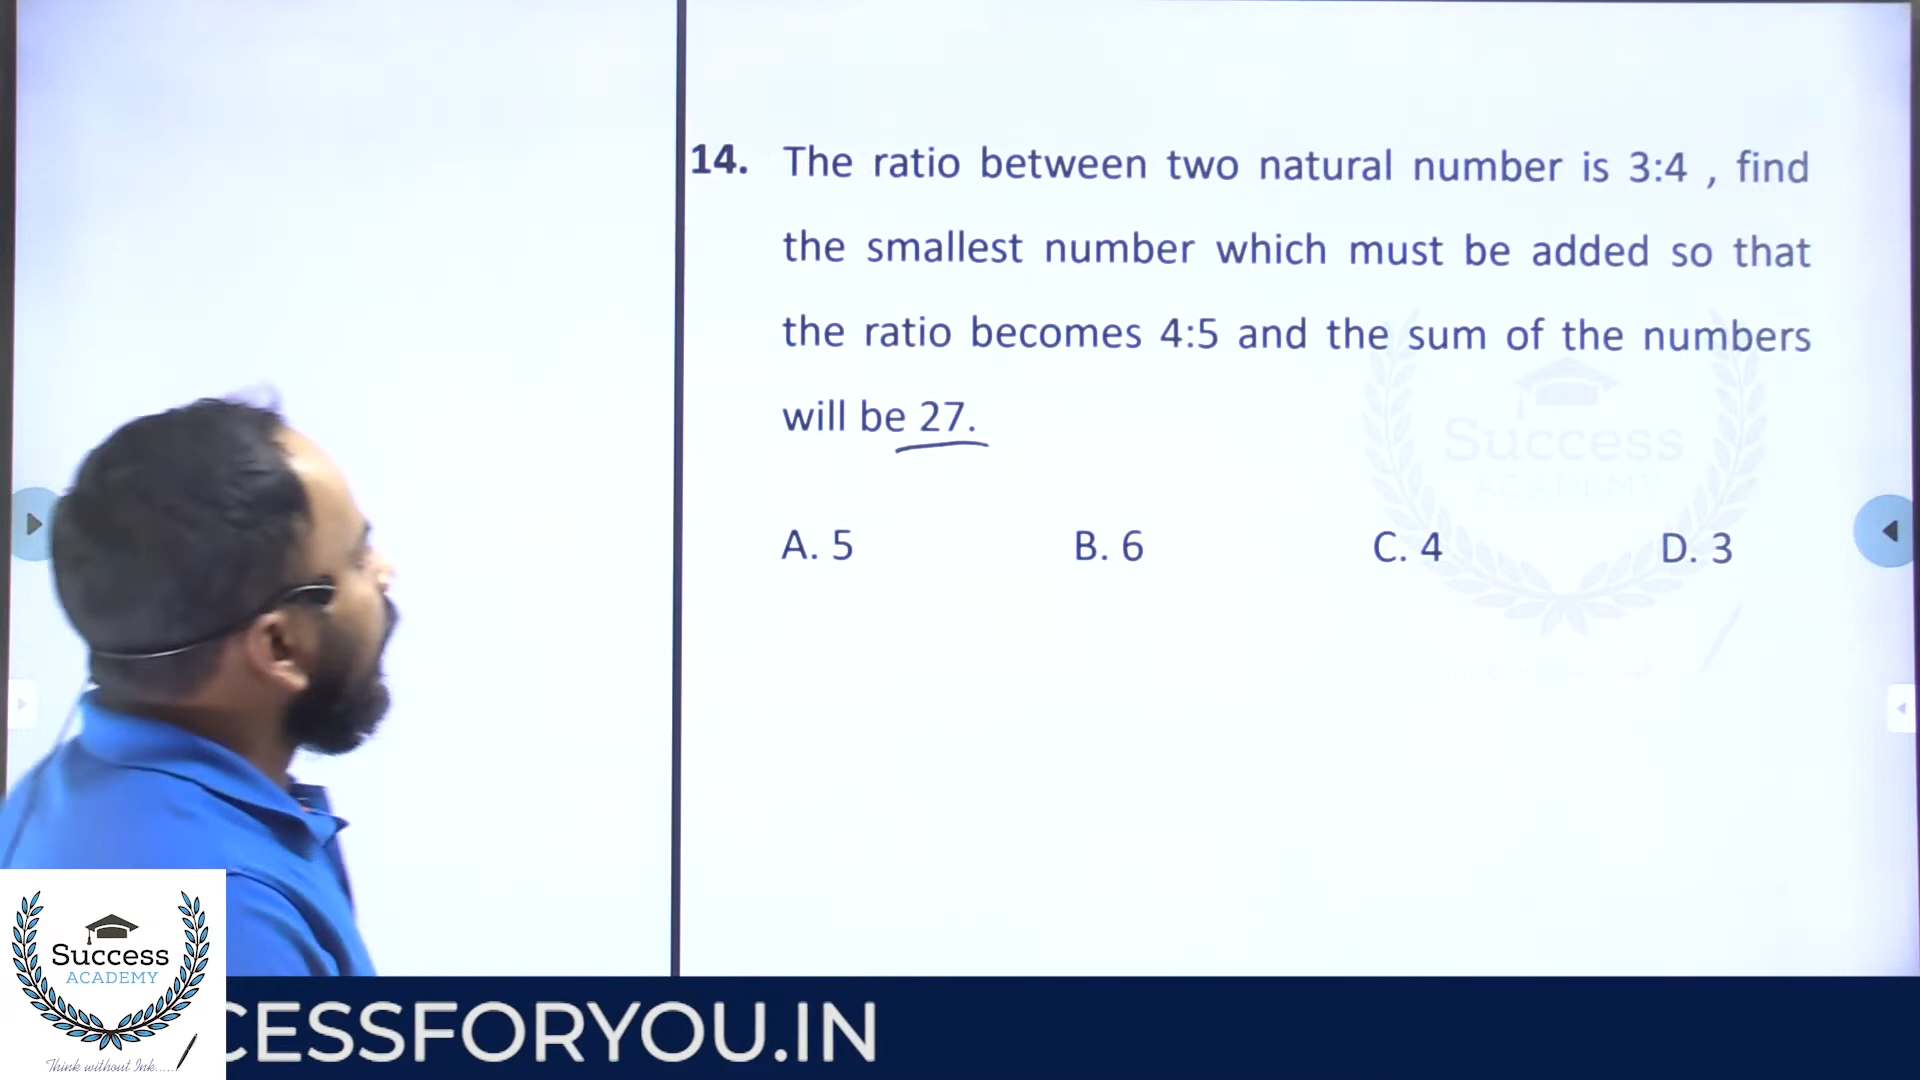 14. The ratio between two natural number is 3:4 , find
the smallest number which must be added so that
the ratio becomes 4:5 and the sum of the numbers
will be 27.
Success
ACADEMY
A. 5 B. 6 C. 4 D. 3
Success
ACADEMY
Think without Ink......
CESSFORYOU.IN